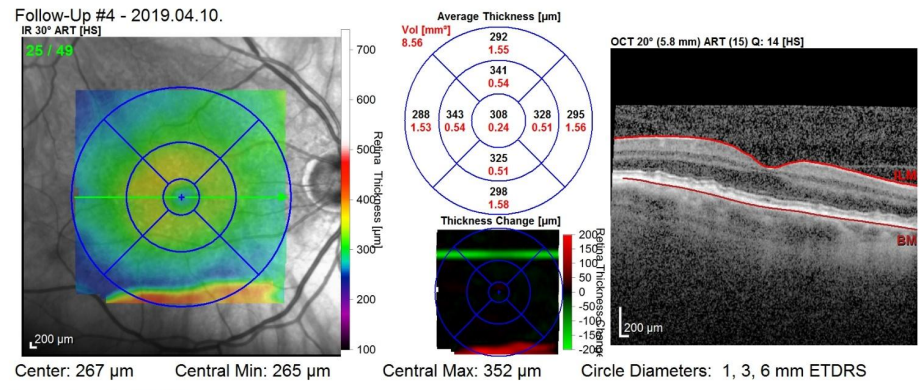 Follow-Up #4 - 2019.04.10.
IR 30° ART [HS]
25 / 49
200 µm
700
600
500
400
300
200
100
Retina Thickness [µm]
Average Thickness [µm]
Vol [mm³]
8.56
292
1.55
341
0.54
288
1.53
343
0.54
308
0.24
328
0.51
295
1.56
325
0.51
298
1.58
Thickness Change [µm]
200
150
100
50
0
-50
-100
-150
-200
Retina Thickness Change
OCT 20° (5.8 mm) ART (15) Q: 14 [HS]
ILM
BM
200 µm
Center: 267 µm Central Min: 265 µm Central Max: 352 µm Circle Diameters: 1, 3, 6 mm ETDRS